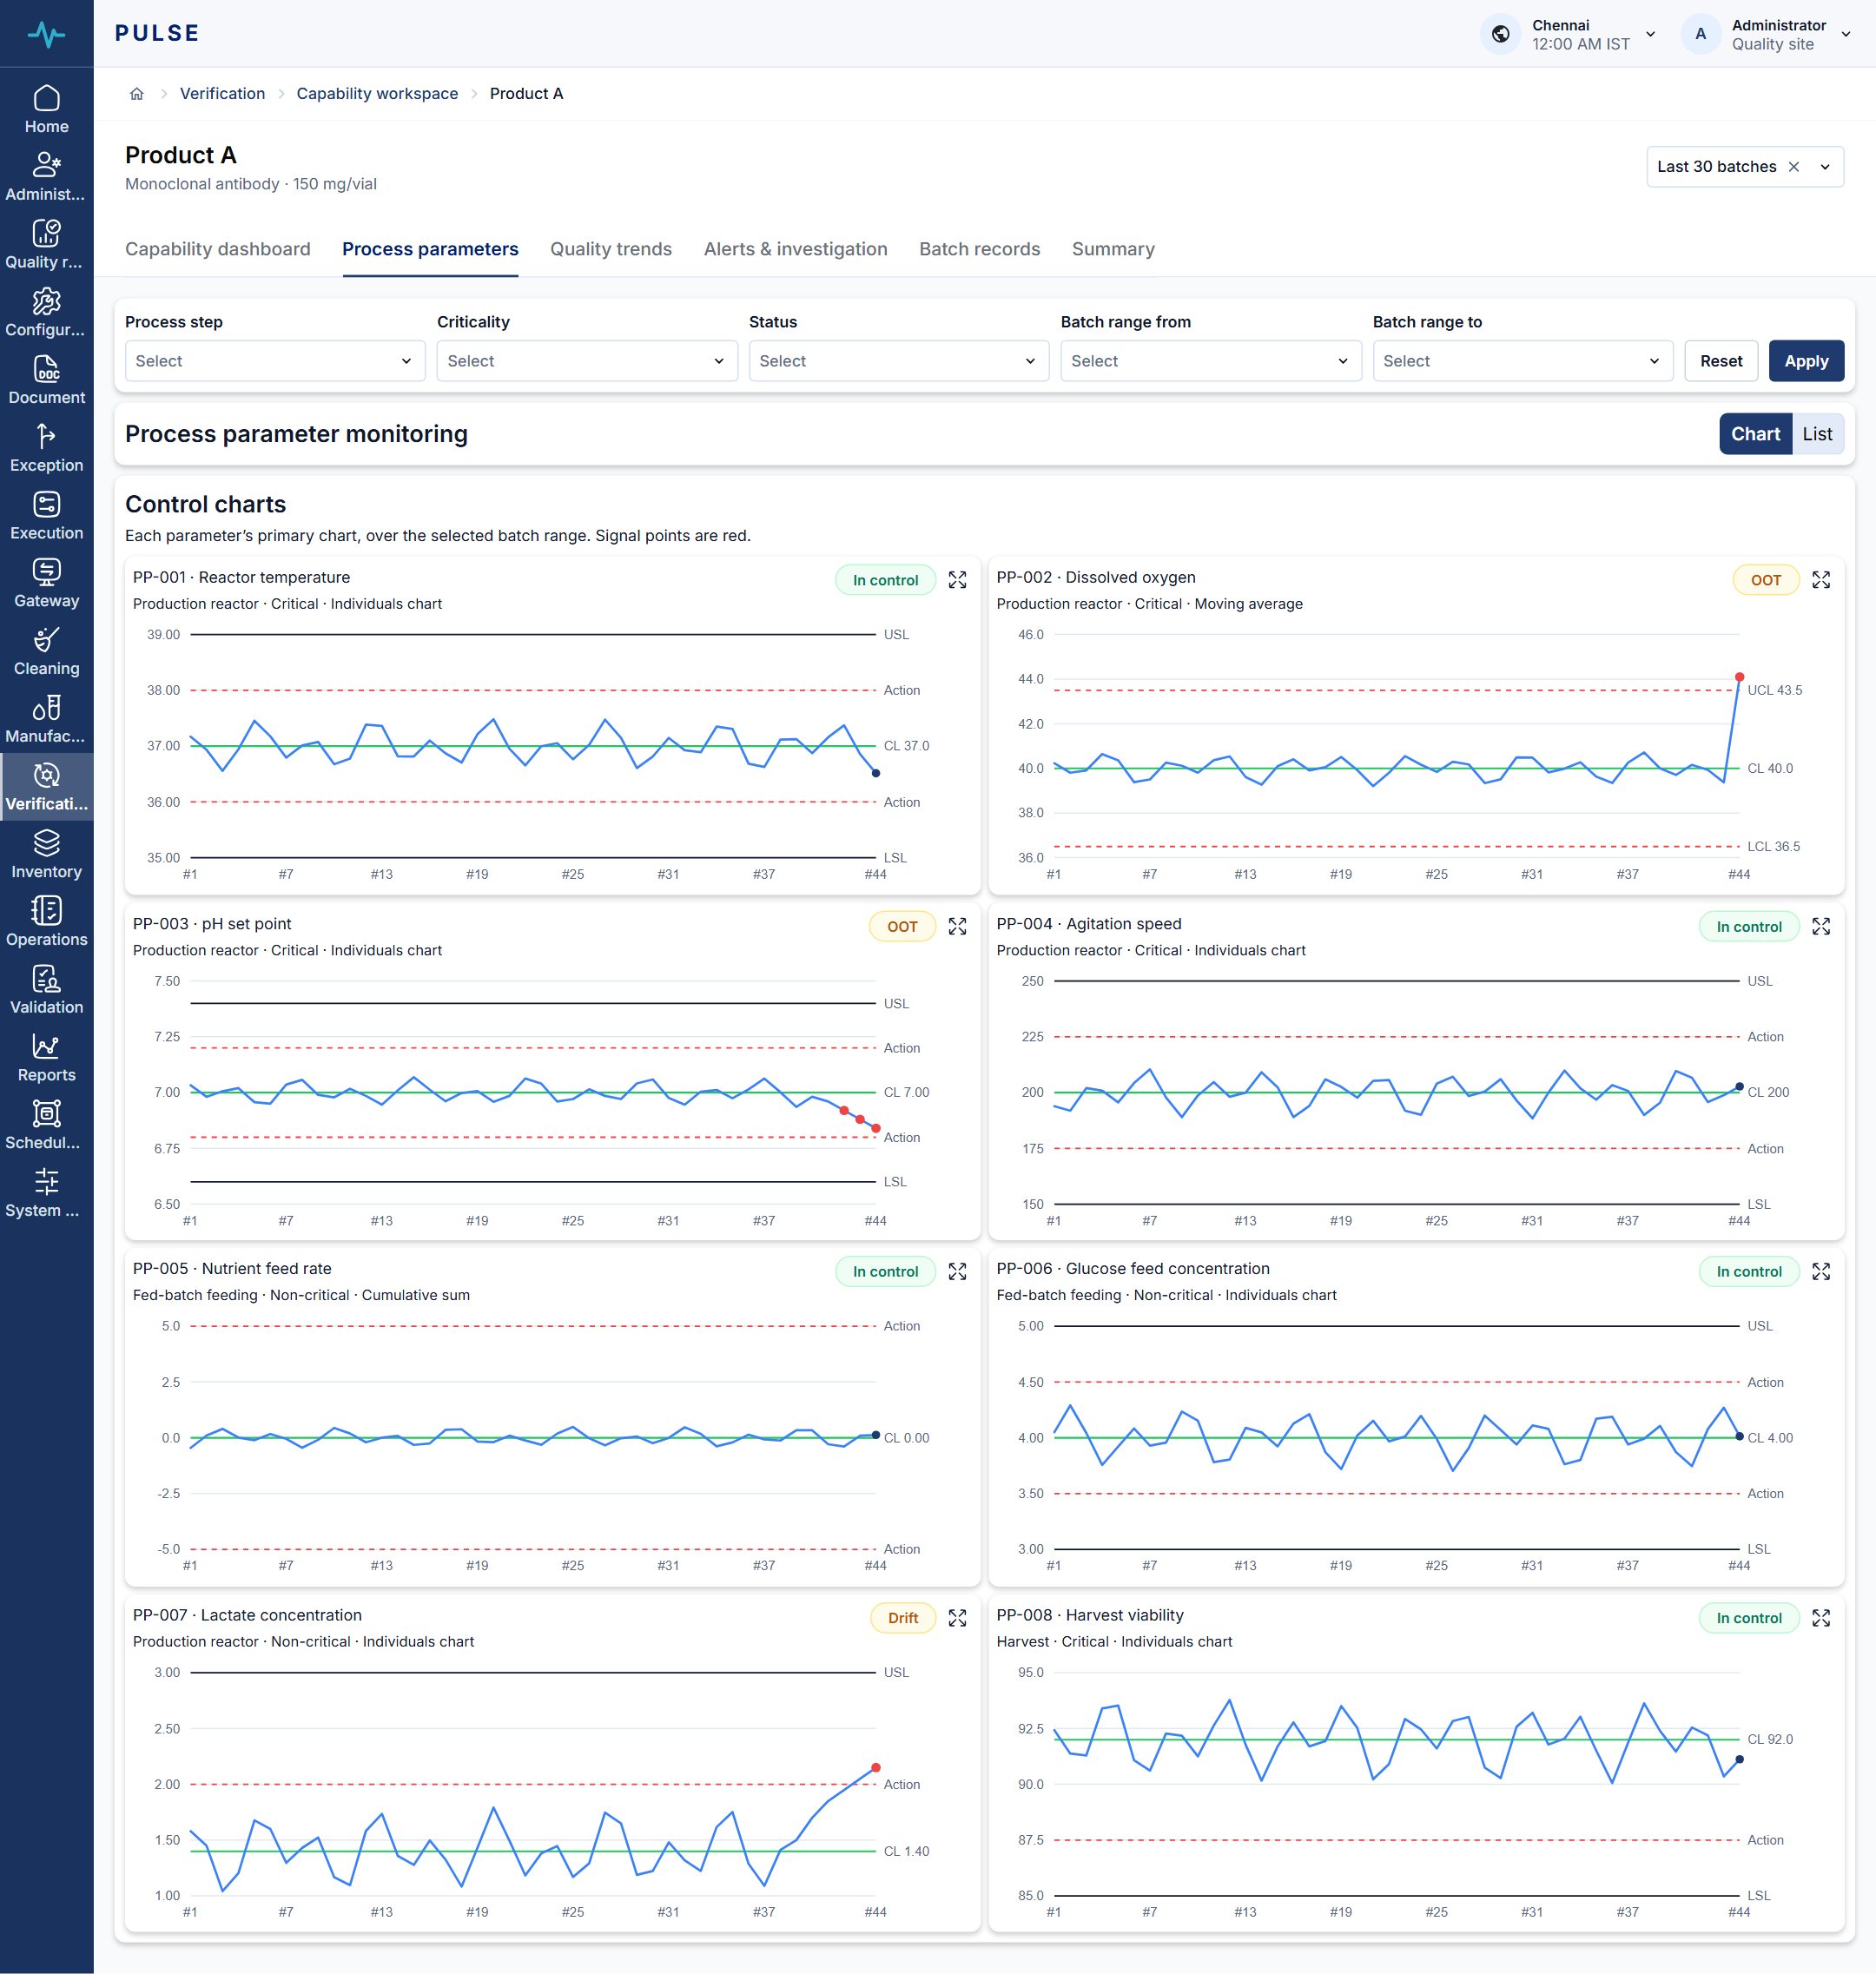 PULSE
Chennai
12:00 AM IST
A
Administrator
Quality site
Home
Administ...
Quality r...
Configur...
DOC
Document
Exception
Execution
Gateway
Cleaning
Manufac...
Verificati...
Inventory
Operations
Validation
Reports
Schedul...
System ...
Verification
Capability workspace
Product A
Product A
Monoclonal antibody · 150 mg/vial
Last 30 batches
Capability dashboard
Process parameters
Quality trends
Alerts & investigation
Batch records
Summary
Process step
Select
Criticality
Select
Status
Select
Batch range from
Select
Batch range to
Select
Reset
Apply
Process parameter monitoring
Chart
List
Control charts
Each parameter’s primary chart, over the selected batch range. Signal points are red.
PP-001 · Reactor temperature
In control
Production reactor · Critical · Individuals chart
39.00
USL
38.00
Action
37.00
CL 37.0
36.00
Action
35.00
LSL
#1 #7 #13 #19 #25 #31 #37 #44
PP-002 · Dissolved oxygen
OOT
Production reactor · Critical · Moving average
46.0
44.0
UCL 43.5
42.0
40.0
CL 40.0
38.0
LCL 36.5
36.0
#1 #7 #13 #19 #25 #31 #37 #44
PP-003 · pH set point
OOT
Production reactor · Critical · Individuals chart
7.50
USL
7.25
Action
7.00
CL 7.00
Action
6.75
LSL
6.50
#1 #7 #13 #19 #25 #31 #37 #44
PP-004 · Agitation speed
In control
Production reactor · Critical · Individuals chart
250
USL
225
Action
200
CL 200
175
Action
150
LSL
#1 #7 #13 #19 #25 #31 #37 #44
PP-005 · Nutrient feed rate
In control
Fed-batch feeding · Non-critical · Cumulative sum
5.0
Action
2.5
0.0
CL 0.00
-2.5
-5.0
Action
#1 #7 #13 #19 #25 #31 #37 #44
PP-006 · Glucose feed concentration
In control
Fed-batch feeding · Non-critical · Individuals chart
5.00
USL
4.50
Action
4.00
CL 4.00
3.50
Action
3.00
LSL
#1 #7 #13 #19 #25 #31 #37 #44
PP-007 · Lactate concentration
Drift
Production reactor · Non-critical · Individuals chart
3.00
USL
2.50
2.00
Action
1.50
CL 1.40
1.00
#1 #7 #13 #19 #25 #31 #37 #44
PP-008 · Harvest viability
In control
Harvest · Critical · Individuals chart
95.0
92.5
CL 92.0
90.0
87.5
Action
85.0
LSL
#1 #7 #13 #19 #25 #31 #37 #44